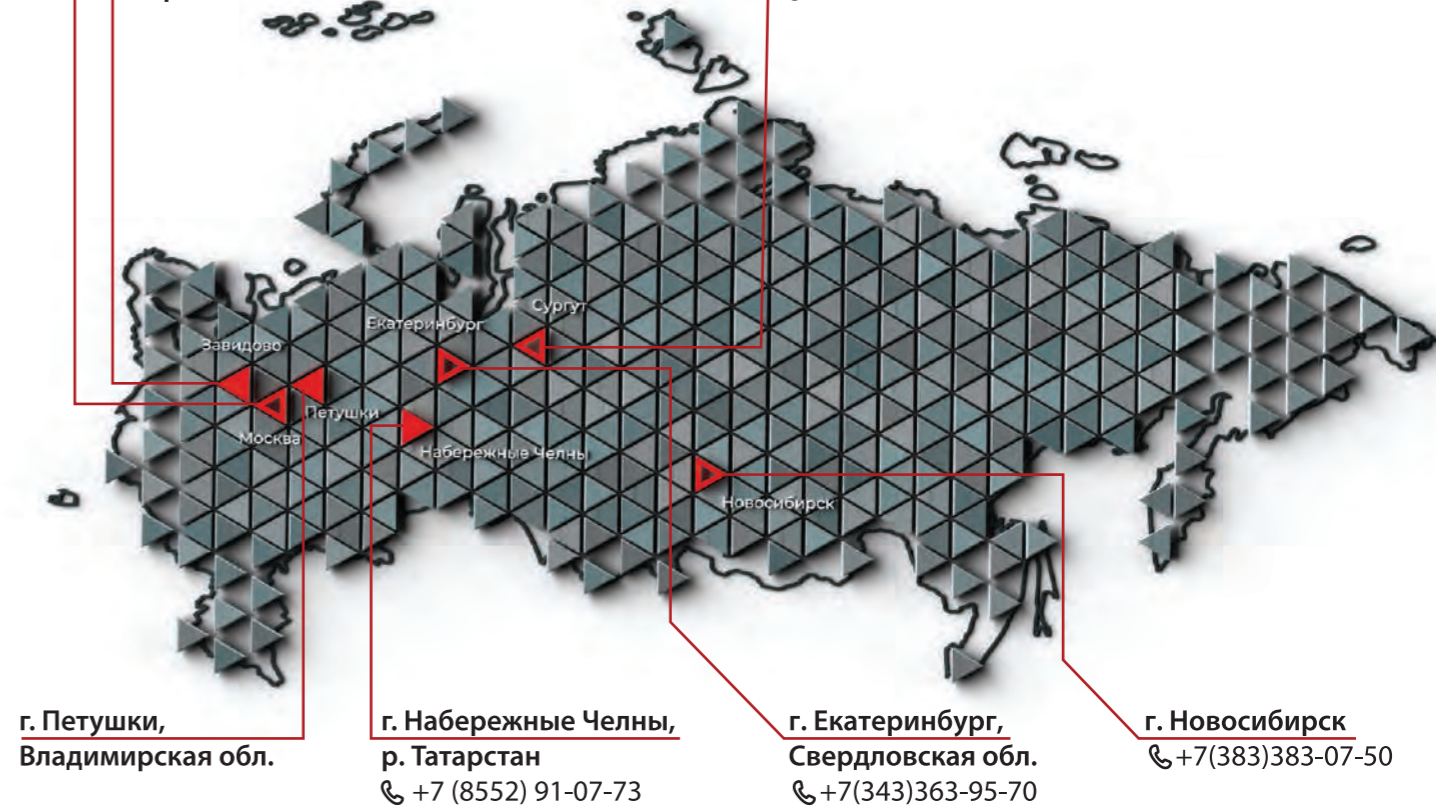 Сургут
Екатеринбург
Завидово
Петушки
Москва
Набережные Челны
Новосибирск
г. Петушки,
Владимирская обл.
г. Набережные Челны,
р. Татарстан
+7 (8552) 91-07-73
г. Екатеринбург,
Свердловская обл.
+7(343)363-95-70
г. Новосибирск
+7(383)383-07-50